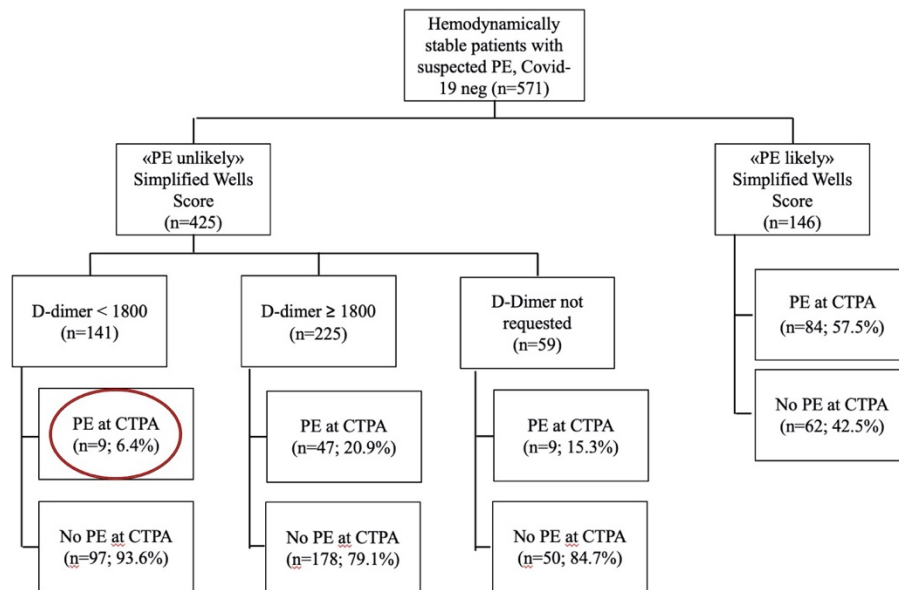 Hemodynamically
stable patients with
suspected PE, Covid-
19 neg (n=571)
«PE unlikely»
Simplified Wells
Score
(n=425)
«PE likely»
Simplified Wells
Score
(n=146)
D-dimer < 1800
(n=141)
D-dimer ≥ 1800
(n=225)
D-Dimer not
requested
(n=59)
PE at CTPA
(n=84; 57.5%)
No PE at CTPA
(n=62; 42.5%)
PE at CTPA
(n=9; 6.4%)
PE at CTPA
(n=47; 20.9%)
PE at CTPA
(n=9; 15.3%)
No PE at CTPA
(n=97; 93.6%)
No PE at CTPA
(n=178; 79.1%)
No PE at CTPA
(n=50; 84.7%)